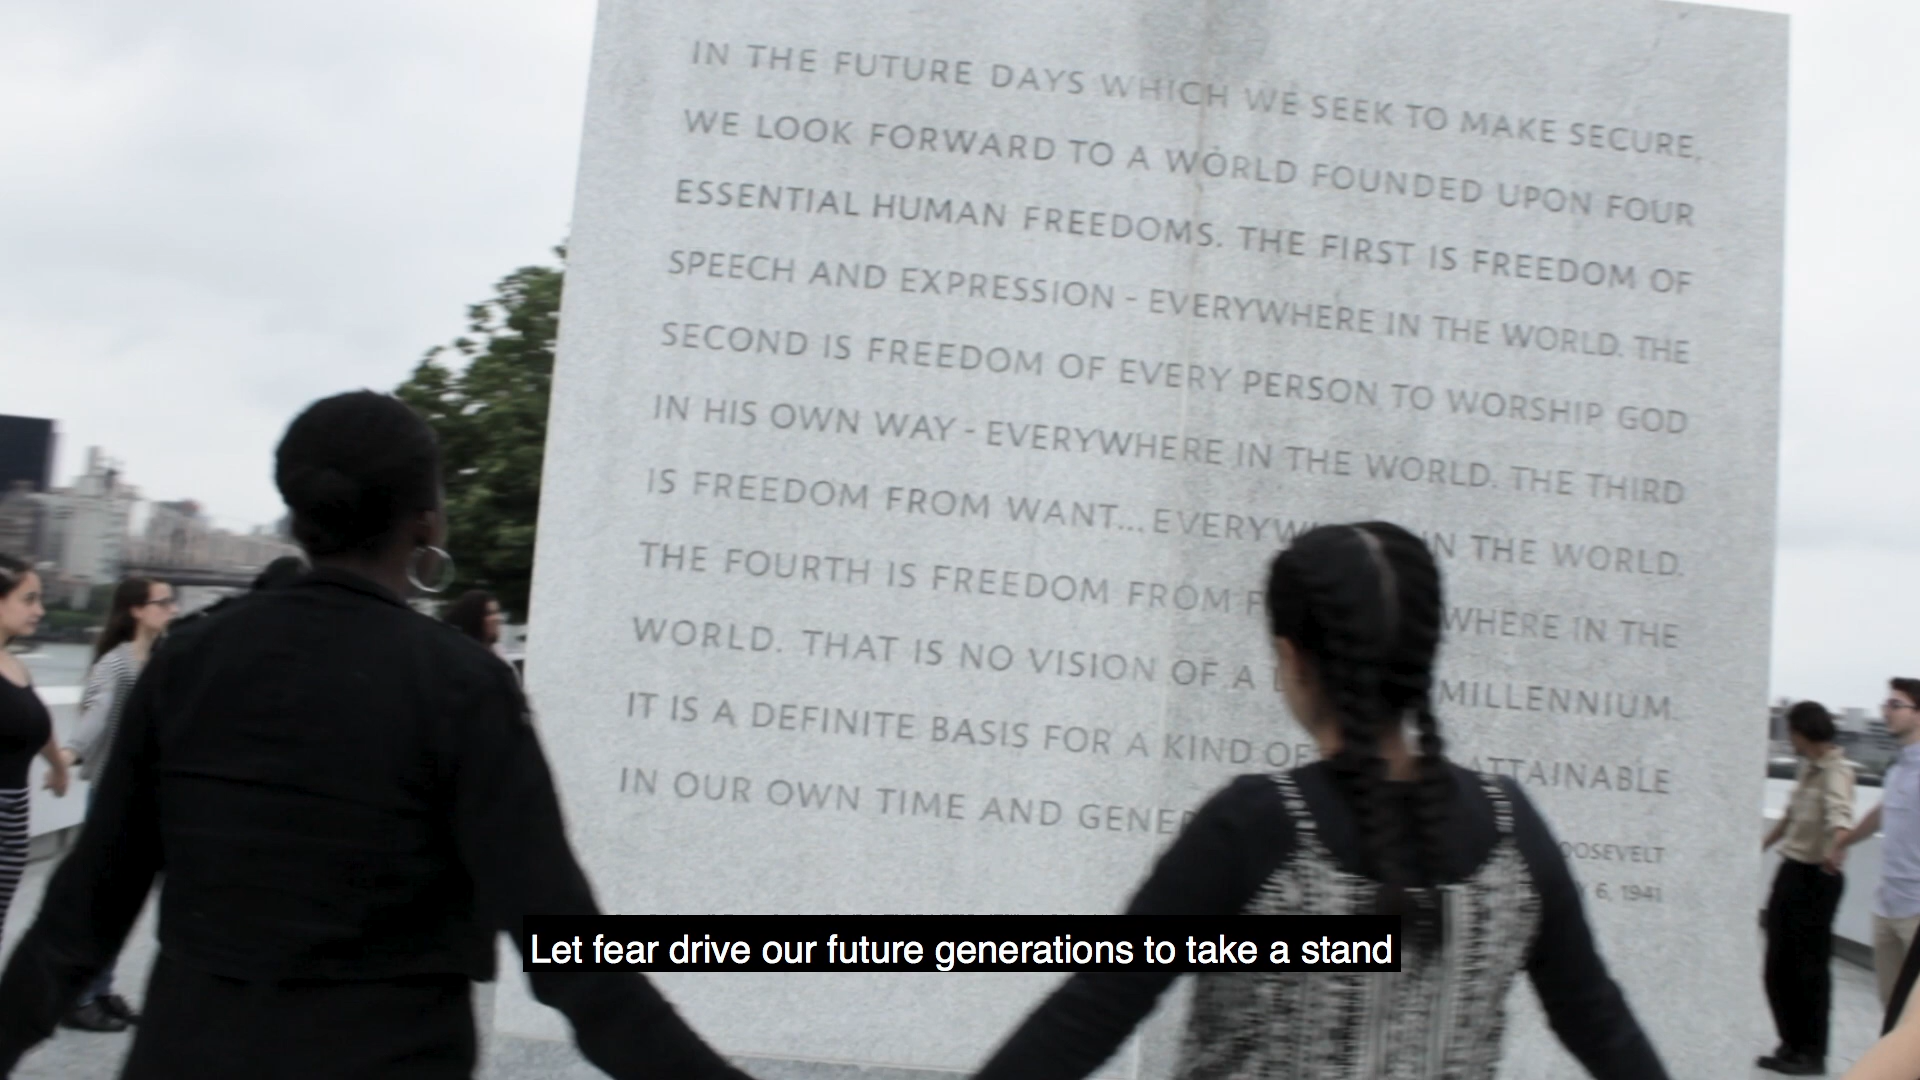 IN THE FUTURE DAYS WHICH WE SEEK TO MAKE SECURE,
WE LOOK FORWARD TO A WORLD FOUNDED UPON FOUR
ESSENTIAL HUMAN FREEDOMS. THE FIRST IS FREEDOM OF
SPEECH AND EXPRESSION - EVERYWHERE IN THE WORLD. THE
SECOND IS FREEDOM OF EVERY PERSON TO WORSHIP GOD
IN HIS OWN WAY - EVERYWHERE IN THE WORLD. THE THIRD
IS FREEDOM FROM WANT... IN THE WORLD.
THE FOURTH IS FREEDOM FROM IN THE
WORLD. THAT IS NO VISION OF A MILLENNIUM.
IT IS A DEFINITE BASIS FOR A KIND OF ATTAINABLE
IN OUR OWN TIME AND
6, 1941
Let fear drive our future generations to take a stand